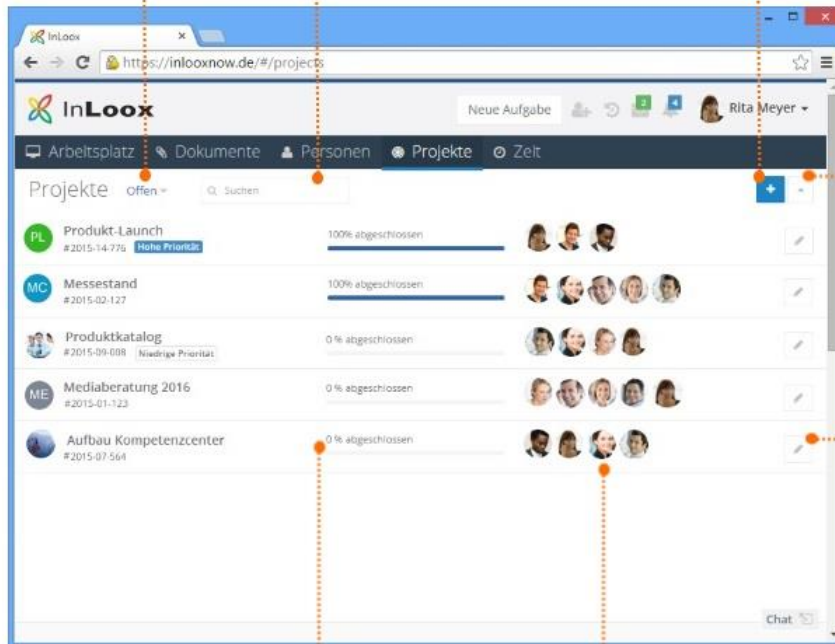 InLoox
https://inlooxnow.de/#/projects
InLoox
Neue Aufgabe
2
4
Rita Meyer
Arbeitsplatz Dokumente Personen Projekte Zeit
Projekte Offen Suchen
PL
Produkt-Launch
#2015-14-776 Hohe Priorität
100% abgeschlossen
MC
Messestand
#2015-02-127
100% abgeschlossen
Produktkatalog
#2015-09-008 Niedrige Priorität
0 % abgeschlossen
ME
Mediaberatung 2016
#2015-01-123
0 % abgeschlossen
Aufbau Kompetenzcenter
#2015-07-564
0 % abgeschlossen
Chat